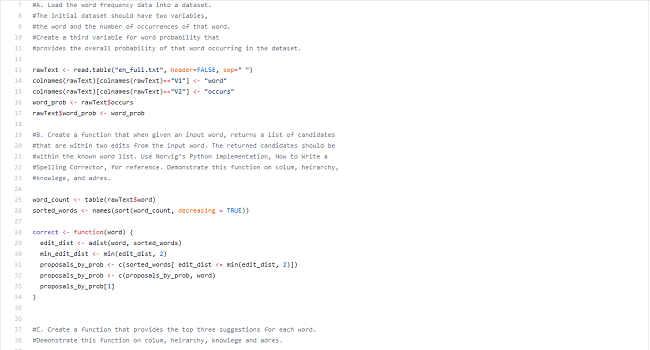 7 #A. Load the word frequency data into a dataset.
8 #The initial dataset should have two variables,
9 #the word and the number of occurrences of that word.
10 #Create a third variable for word probability that
11 #provides the overall probability of that word occurring in the dataset.
12
13 rawText <- read.table("en_full.txt", header=FALSE, sep=" ")
14 colnames(rawText)[colnames(rawText)=="V1"] <- "word"
15 colnames(rawText)[colnames(rawText)=="V2"] <- "occurs"
16 word_prob <- rawText$occurs
17 rawText$word_prob <- word_prob
18
19 #B. Create a function that when given an input word, returns a list of candidates
20 #that are within two edits from the input word. The returned candidates should be
21 #within the known word list. Use Norvig's Python implementation, How to Write a
22 #Spelling Corrector, for reference. Demonstrate this function on colum, heirarchy,
23 #knowlege, and adres.
24
25 word_count <- table(rawText$word)
26 sorted_words <- names(sort(word_count, decreasing = TRUE))
27
28 correct <- function(word) {
29 edit_dist <- adist(word, sorted_words)
30 min_edit_dist <- min(edit_dist, 2)
31 proposals_by_prob <- c(sorted_words[ edit_dist <= min(edit_dist, 2)])
32 proposals_by_prob <- c(proposals_by_prob, word)
33 proposals_by_prob[1]
34 }
35
36
37 #C. Create a function that provides the top three suggestions for each word.
38 #Demonstrate this function on colum, heirarchy, knowlege and adres.